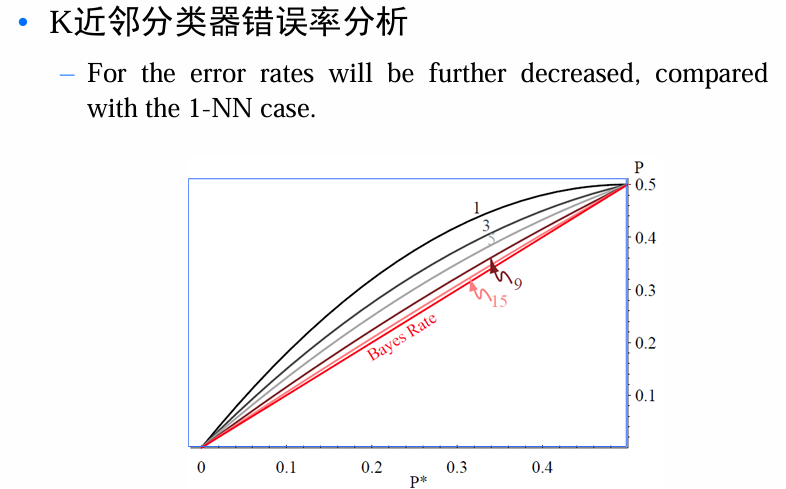 • K近邻分类器错误率分析
– For the error rates will be further decreased, compared
with the 1-NN case.
P
0.5
1
3
5
0.4
9
0.3
15
Bayes Rate
0.2
0.1
0 0.1 0.2 0.3 0.4
P*